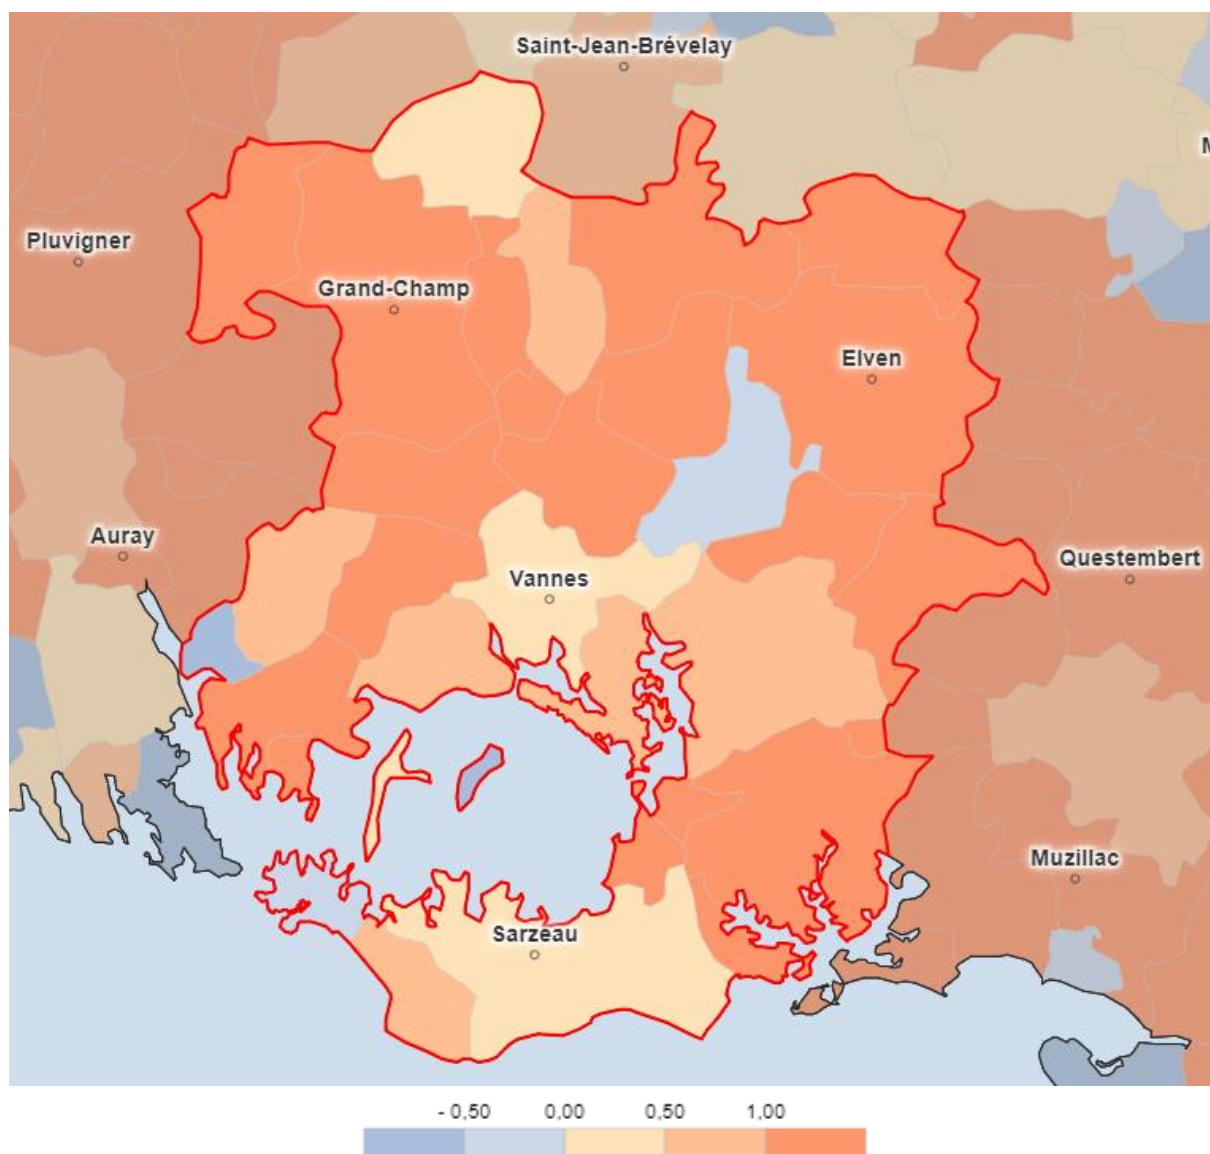 Saint-Jean-Brévelay
Pluvigner
Grand-Champ
Elven
Auray
Vannes
Questembert
Muzillac
Sarzeau
- 0,50 0,00 0,50 1,00